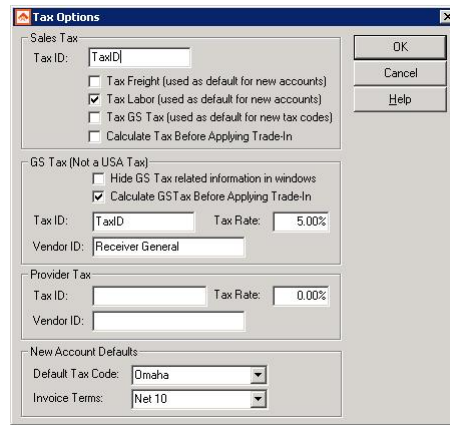 Tax Options
Sales Tax
Tax ID: TaxID
Tax Freight (used as default for new accounts)
Tax Labor (used as default for new accounts)
Tax GS Tax (used as default for new tax codes)
Calculate Tax Before Applying Trade-In
OK
Cancel
Help
GS Tax (Not a USA Tax)
Hide GS Tax related information in windows
Calculate GSTax Before Applying Trade-In
Tax ID: TaxID Tax Rate: 5.00%
Vendor ID: Receiver General
Provider Tax
Tax ID: Tax Rate: 0.00%
Vendor ID:
New Account Defaults
Default Tax Code: Omaha
Invoice Terms: Net 10